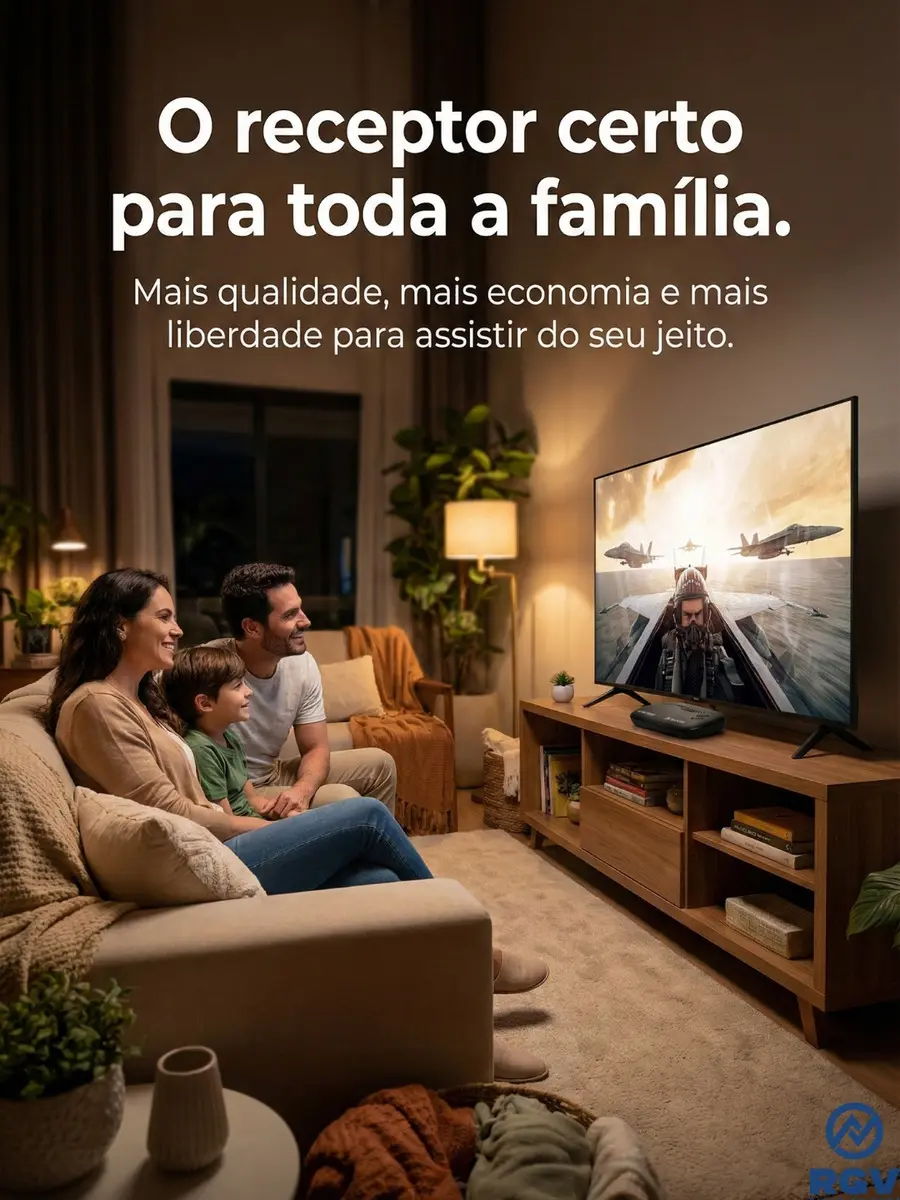 O receptor certo
para toda a família.
Mais qualidade, mais economia e mais
liberdade para assistir do seu jeito.
RGV